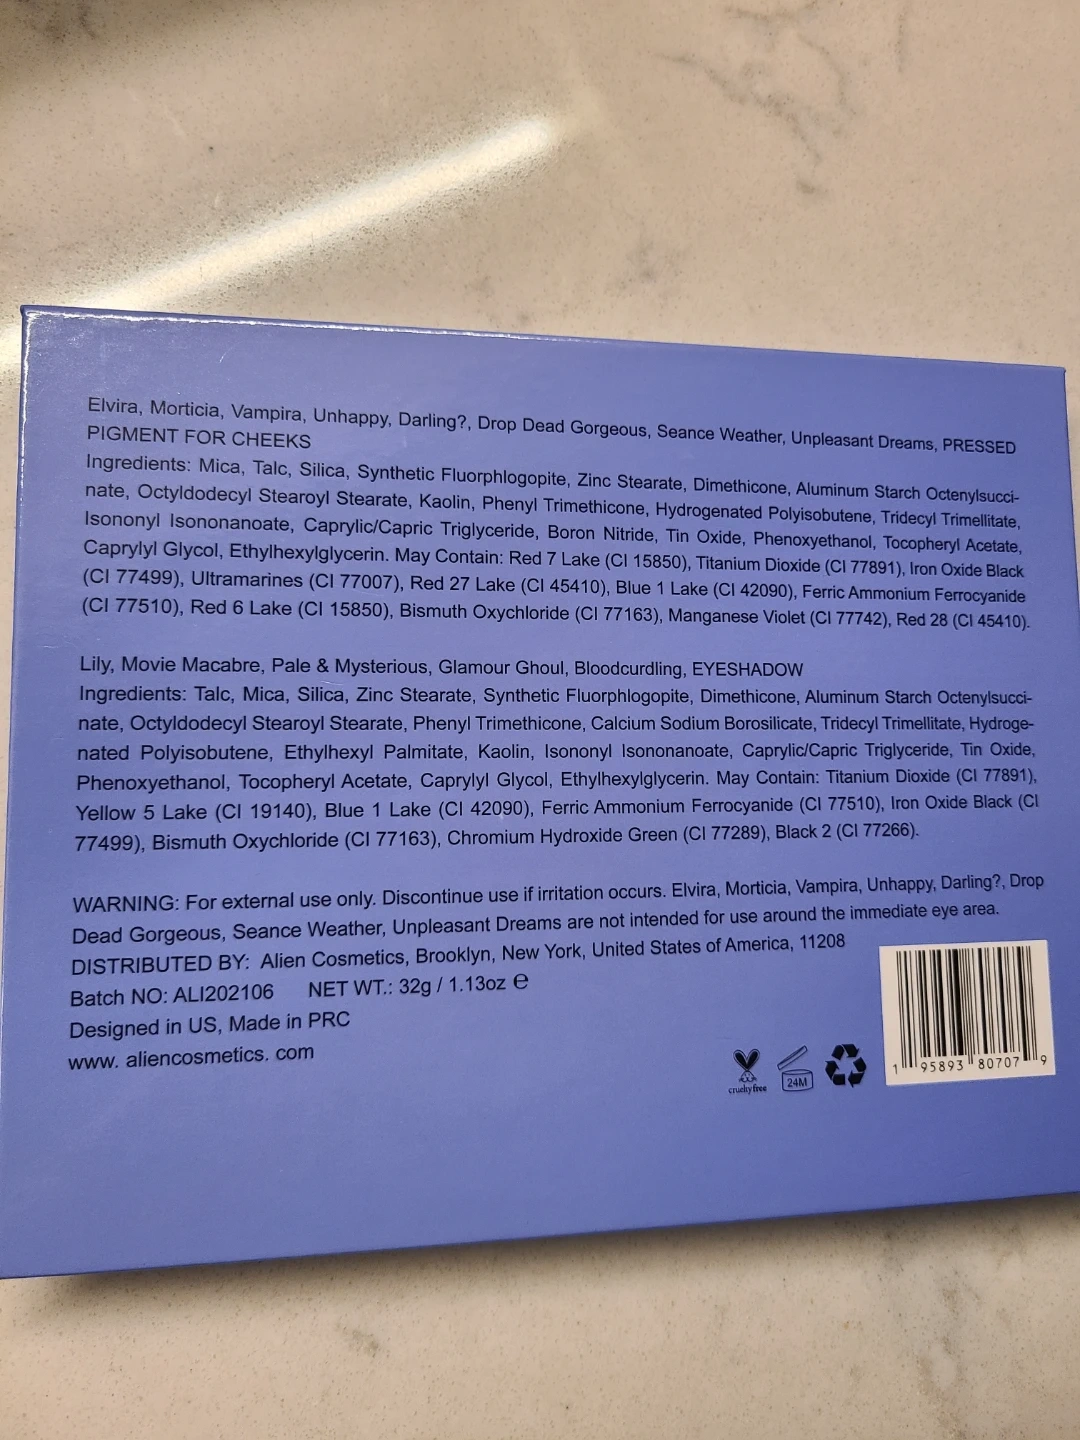 Elvira, Morticia, Vampira, Unhappy, Darling?, Drop Dead Gorgeous, Seance Weather, Unpleasant Dreams, PRESSED
PIGMENT FOR CHEEKS
Ingredients: Mica, Talc, Silica, Synthetic Fluorphlogopite, Zinc Stearate, Dimethicone, Aluminum Starch Octenylsucci-
nate, Octyldodecyl Stearoyl Stearate, Kaolin, Phenyl Trimethicone, Hydrogenated Polyisobutene, Tridecyl Trimellitate,
Isononyl Isononanoate, Caprylic/Capric Triglyceride, Boron Nitride, Tin Oxide, Phenoxyethanol, Tocopheryl Acetate,
Caprylyl Glycol, Ethylhexylglycerin. May Contain: Red 7 Lake (CI 15850), Titanium Dioxide (CI 77891), Iron Oxide Black
(CI 77499), Ultramarines (CI 77007), Red 27 Lake (CI 45410), Blue 1 Lake (CI 42090), Ferric Ammonium Ferrocyanide
(CI 77510), Red 6 Lake (CI 15850), Bismuth Oxychloride (CI 77163), Manganese Violet (CI 77742), Red 28 (CI 45410).
Lily, Movie Macabre, Pale & Mysterious, Glamour Ghoul, Bloodcurdling, EYESHADOW
Ingredients: Talc, Mica, Silica, Zinc Stearate, Synthetic Fluorphlogopite, Dimethicone, Aluminum Starch Octenylsucci-
nate, Octyldodecyl Stearoyl Stearate, Phenyl Trimethicone, Calcium Sodium Borosilicate, Tridecyl Trimellitate, Hydroge-
nated Polyisobutene, Ethylhexyl Palmitate, Kaolin, Isononyl Isononanoate, Caprylic/Capric Triglyceride, Tin Oxide,
Phenoxyethanol, Tocopheryl Acetate, Caprylyl Glycol, Ethylhexylglycerin. May Contain: Titanium Dioxide (CI 77891),
Yellow 5 Lake (CI 19140), Blue 1 Lake (CI 42090), Ferric Ammonium Ferrocyanide (CI 77510), Iron Oxide Black (CI
77499), Bismuth Oxychloride (CI 77163), Chromium Hydroxide Green (CI 77289), Black 2 (CI 77266).
WARNING: For external use only. Discontinue use if irritation occurs. Elvira, Morticia, Vampira, Unhappy, Darling?, Drop
Dead Gorgeous, Seance Weather, Unpleasant Dreams are not intended for use around the immediate eye area.
DISTRIBUTED BY: Alien Cosmetics, Brooklyn, New York, United States of America, 11208
Batch NO: ALI202106 NET WT.: 32g / 1.13oz ℮
Designed in US, Made in PRC
www. aliencosmetics. com
cruelty free
24M
1 95893 80707 9